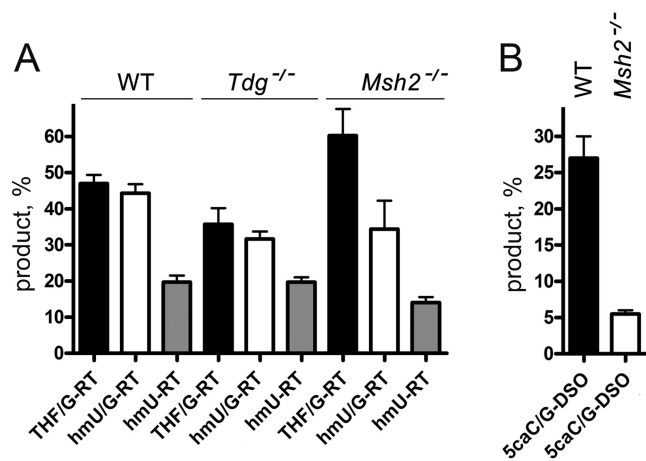 A
WT
Tdg-/-
Msh2-/-
product, %
60
50
40
30
20
10
0
THF/G-RT
hmU/G-RT
hmU-RT
THF/G-RT
hmU/G-RT
hmU-RT
THF/G-RT
hmU/G-RT
hmU-RT
B
WT
Msh2-/-
product, %
30
25
20
15
10
5
0
5caC/G-DSO
5caC/G-DSO